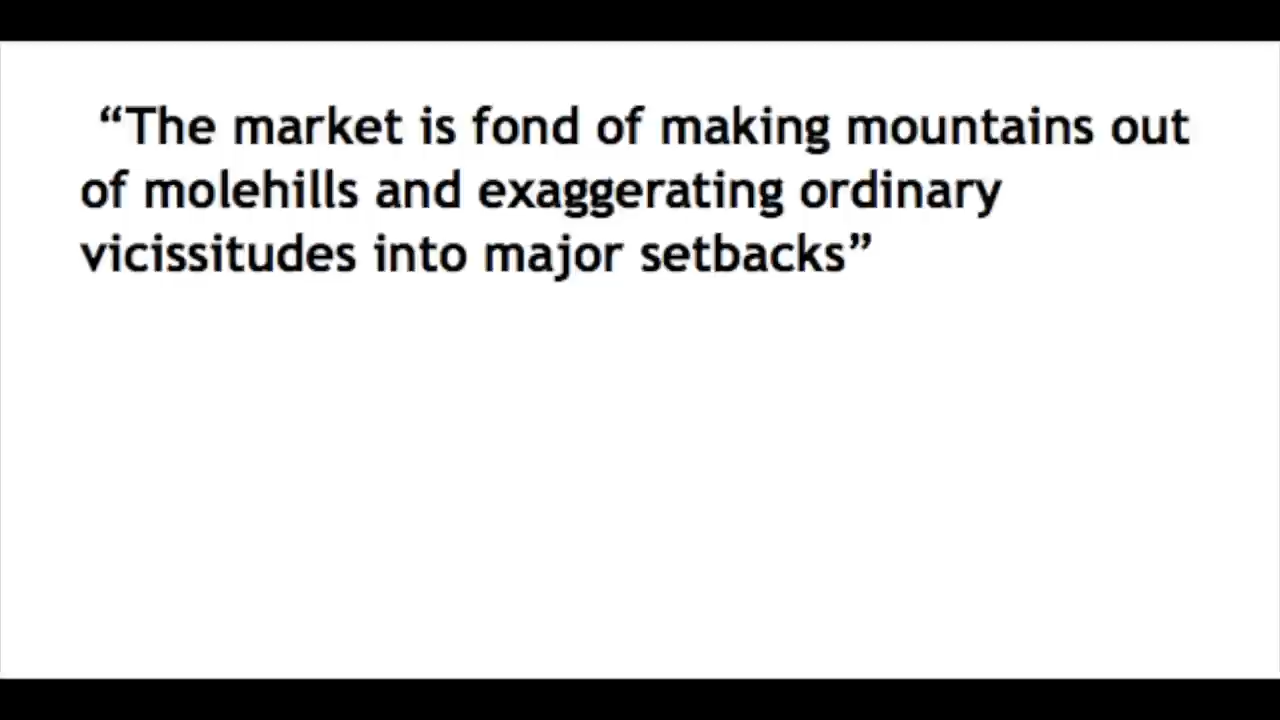 “The market is fond of making mountains out
of molehills and exaggerating ordinary
vicissitudes into major setbacks”